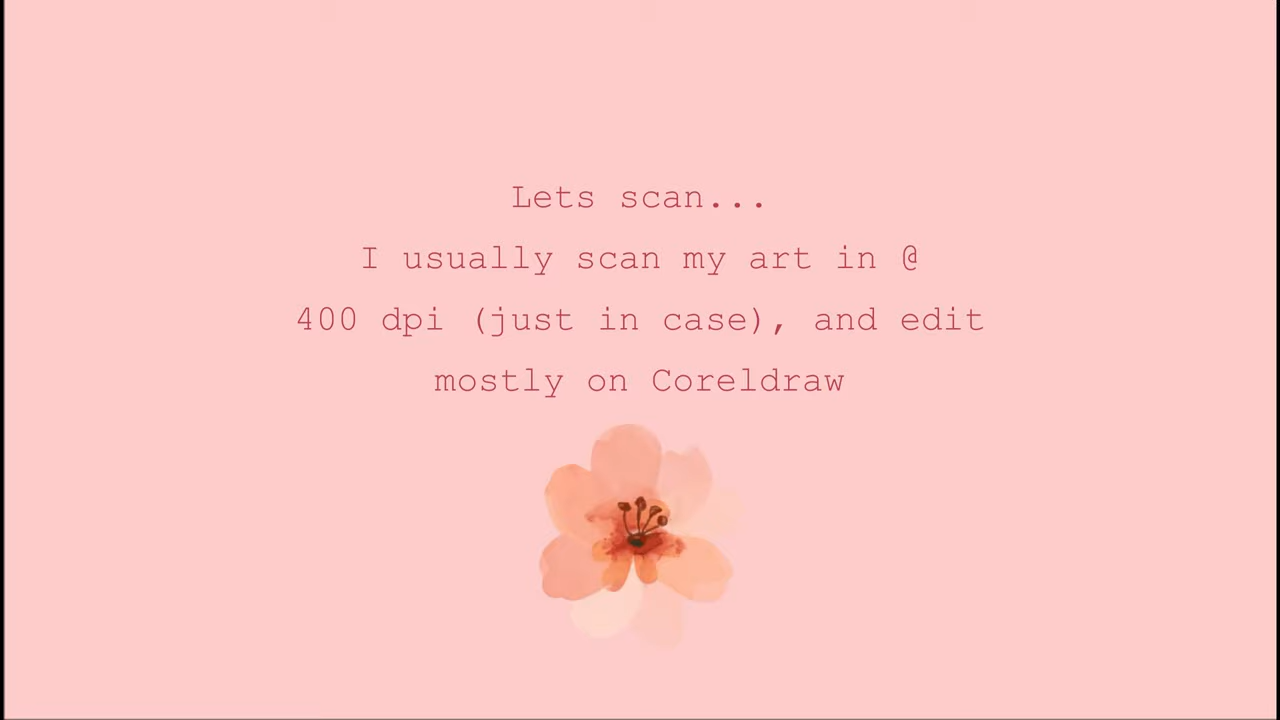 Lets scan...
I usually scan my art in @
400 dpi (just in case), and edit
mostly on Coreldraw